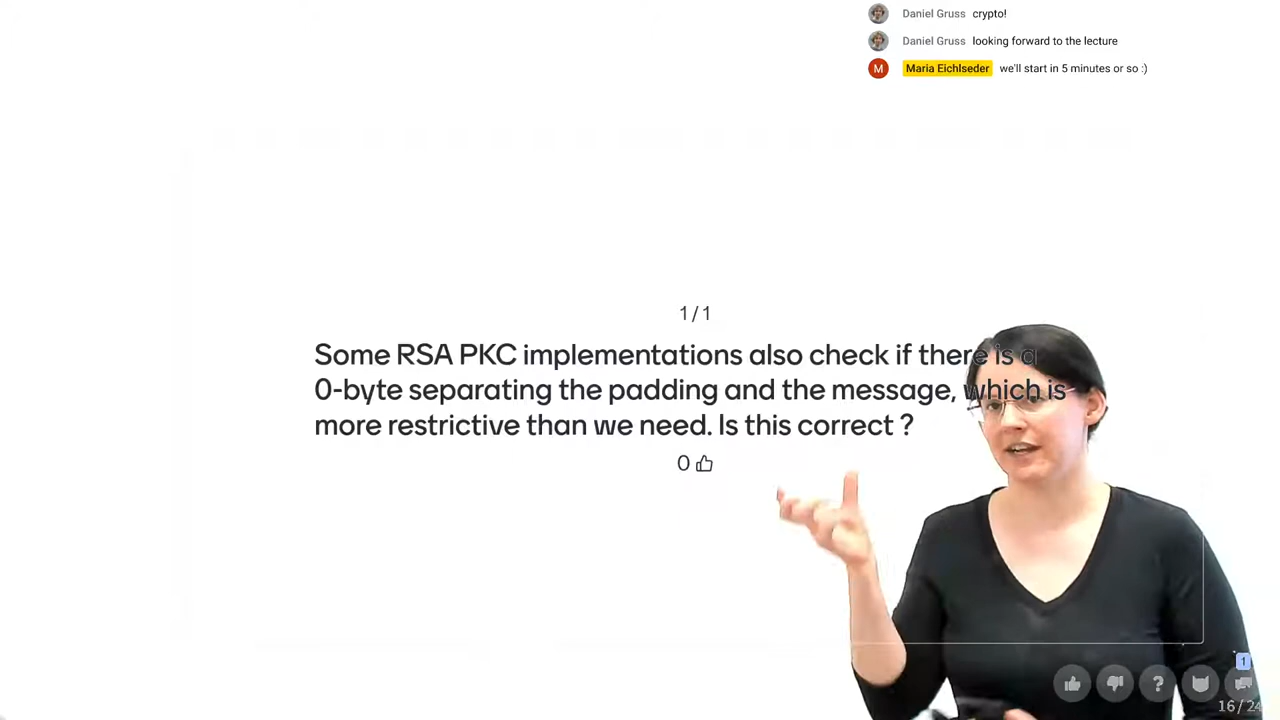 Daniel Gruss crypto!
Daniel Gruss looking forward to the lecture
M Maria Eichlseder we'll start in 5 minutes or so :)
1/1
Some RSA PKC implementations also check if there is a
0-byte separating the padding and the message, which is
more restrictive than we need. Is this correct ?
0
?
1
16/24